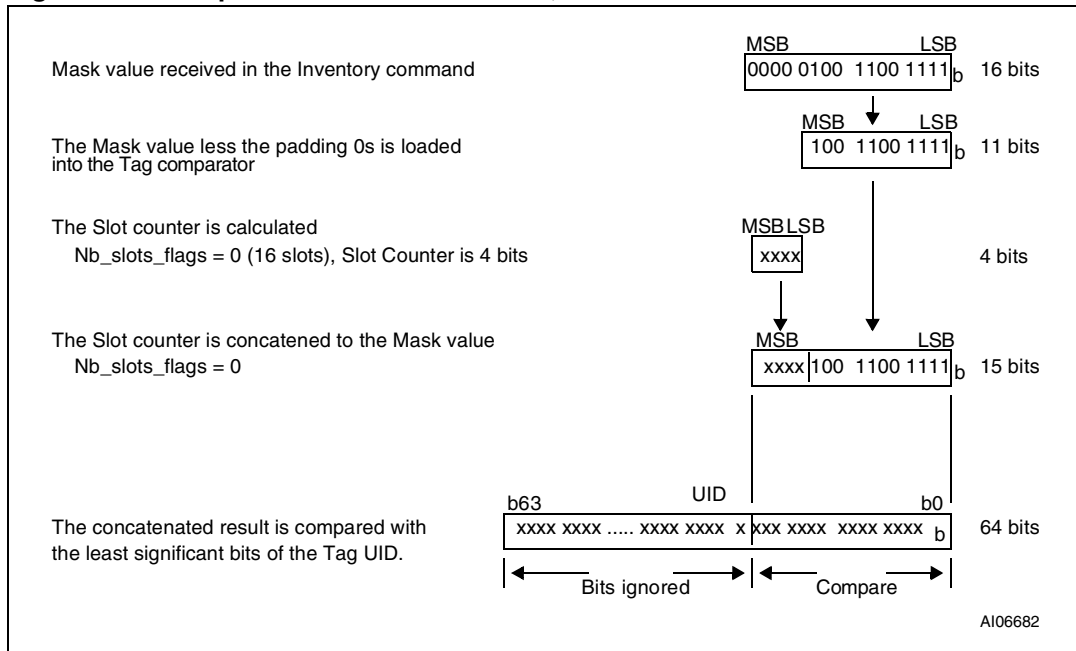 MSB LSB
Mask value received in the Inventory command 0000 0100 1100 1111 b 16 bits
MSB LSB
The Mask value less the padding 0s is loaded
into the Tag comparator
100 1100 1111 b 11 bits
The Slot counter is calculated
MSB LSB
Nb_slots_flags = 0 (16 slots), Slot Counter is 4 bits xxxx 4 bits
The Slot counter is concatened to the Mask value
MSB LSB
Nb_slots_flags = 0 xxxx 100 1100 1111 b 15 bits
UID
b63 b0
The concatenated result is compared with
the least significant bits of the Tag UID.
xxxx xxxx ..... xxxx xxxx x xxx xxxx xxxx xxxx b 64 bits
Bits ignored Compare
AI06682